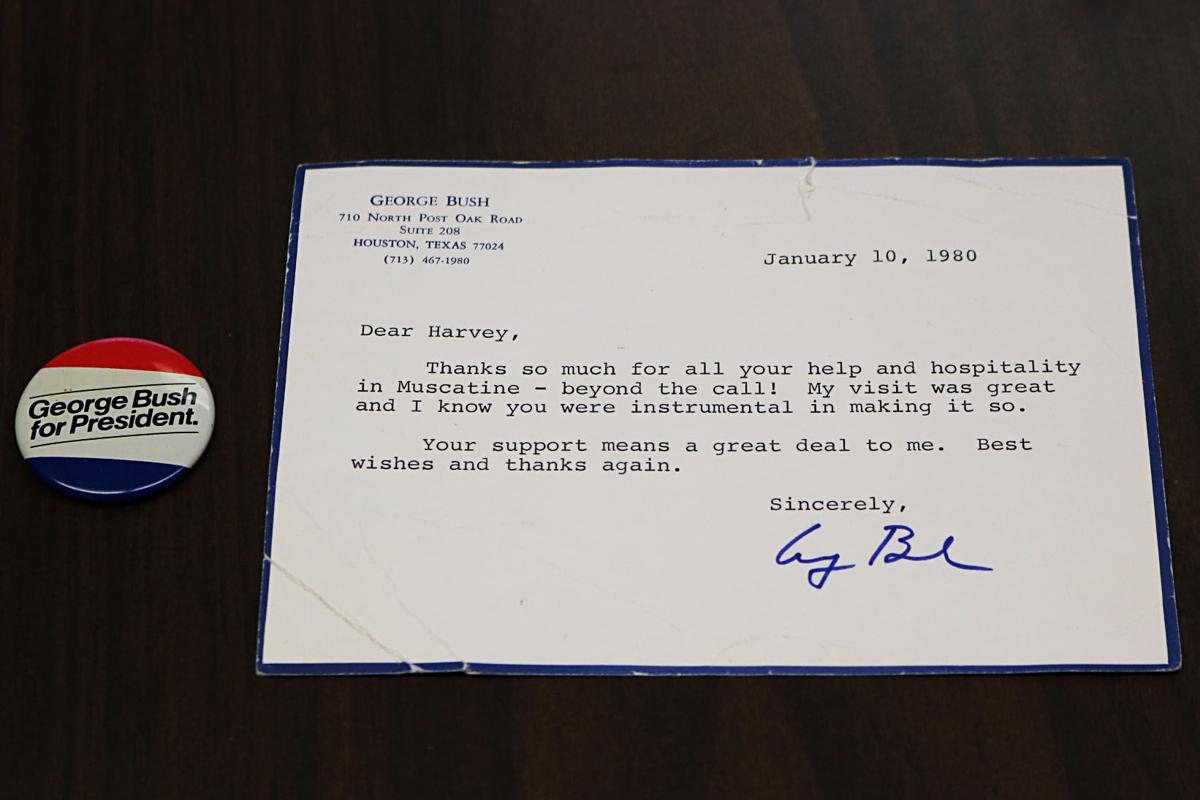 George Bush
for President.
GEORGE BUSH
710 NORTH POST OAK ROAD
SUITE 208
HOUSTON, TEXAS 77024
(713) 467-1980
January 10, 1980
Dear Harvey,
Thanks so much for all your help and hospitality
in Muscatine - beyond the call! My visit was great
and I know you were instrumental in making it so.
Your support means a great deal to me. Best
wishes and thanks again.
Sincerely,
Gg Bush